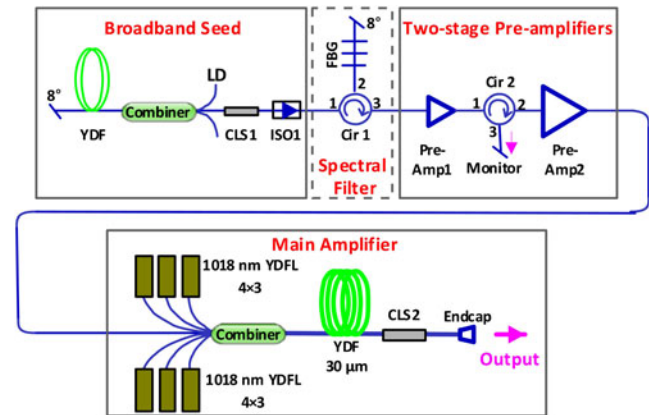 Broadband Seed
8°
YDF
Combiner
LD
CLS1
ISO1
FBG
8°
1
2
3
Cir 1
Spectral
Filter
Two-stage Pre-amplifiers
Pre-
Amp1
Cir 2
1
2
3
Monitor
Pre-
Amp2
Main Amplifier
1018 nm YDFL
4×3
Combiner
1018 nm YDFL
4×3
YDF
30 µm
CLS2
Endcap
Output